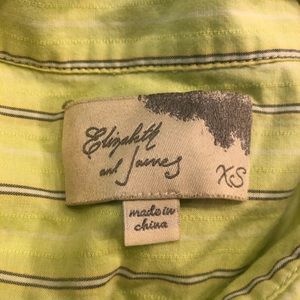 Elizabeth
and James
XS
made in
china